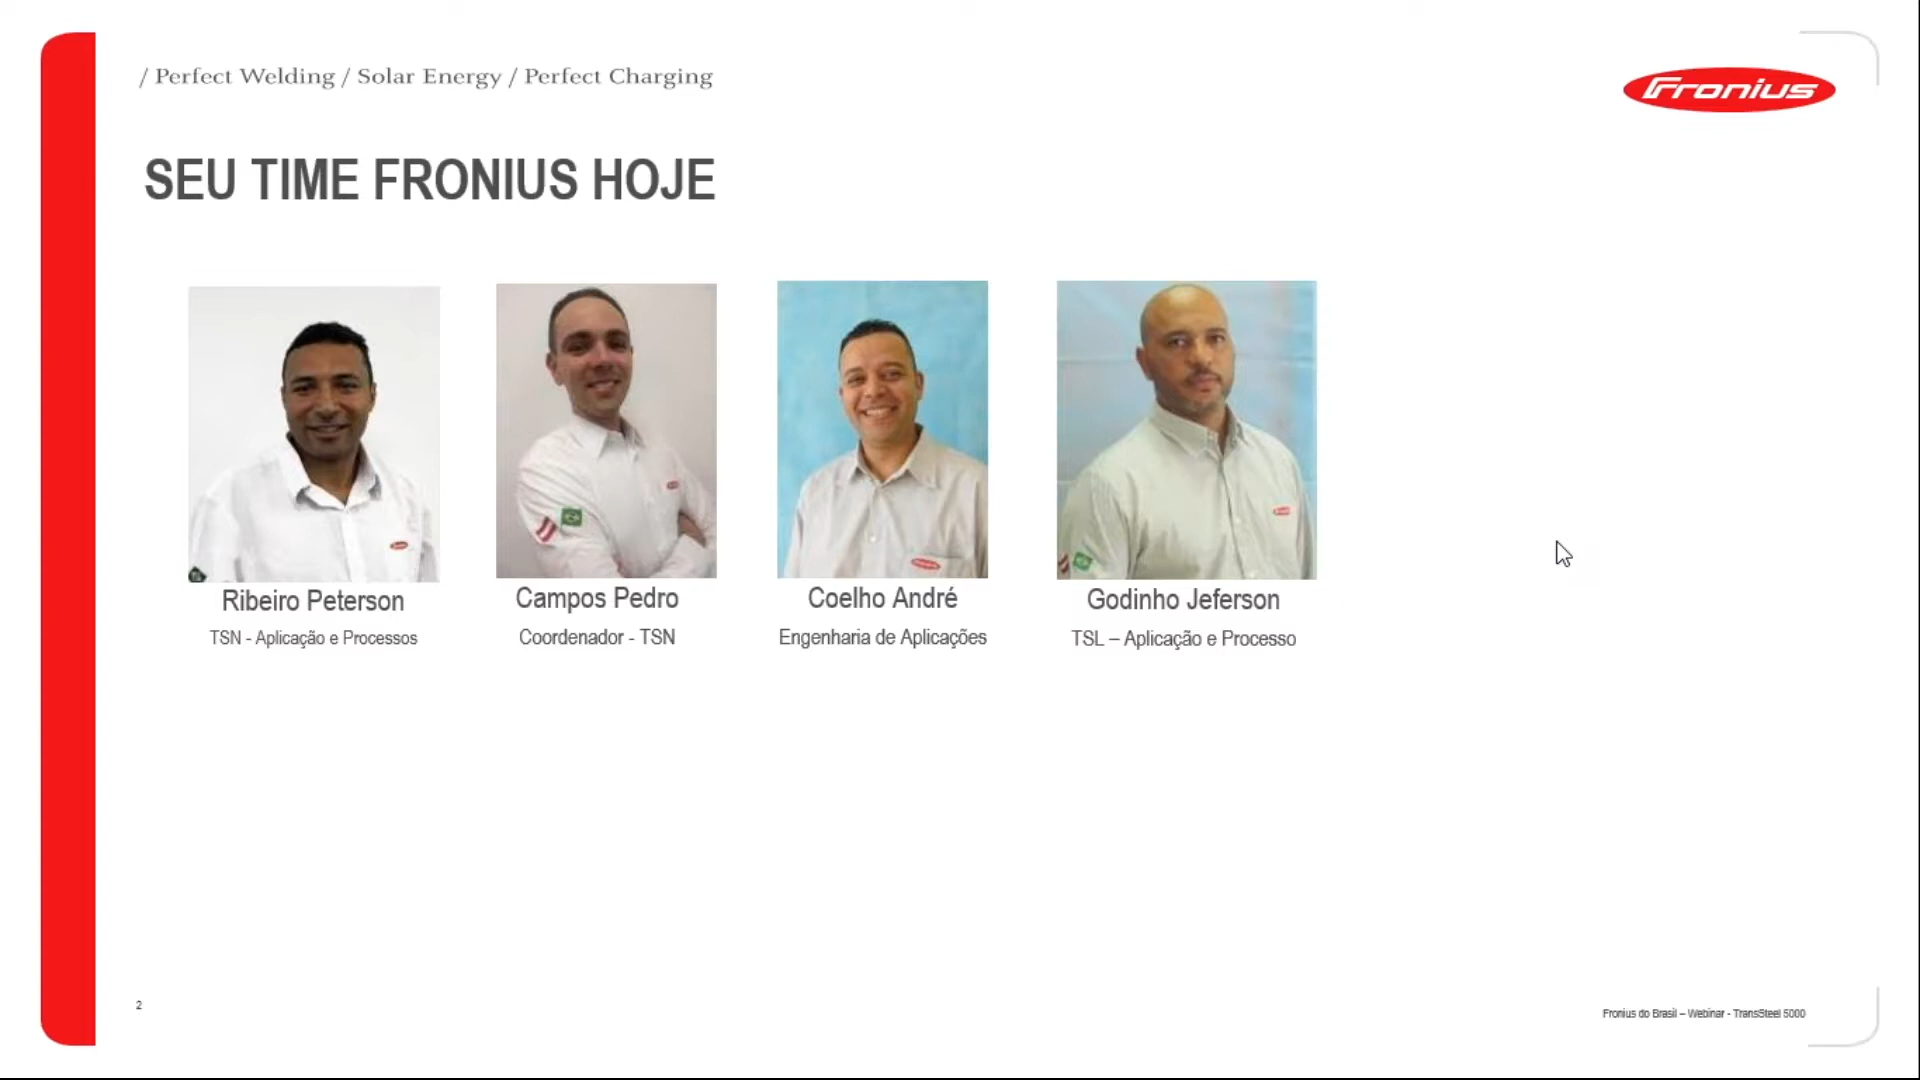 / Perfect Welding / Solar Energy / Perfect Charging
Fronius
SEU TIME FRONIUS HOJE
Ribeiro Peterson
TSN - Aplicação e Processos
Campos Pedro
Coordenador - TSN
Coelho André
Engenharia de Aplicações
Godinho Jeferson
TSL – Aplicação e Processo
2
Fronius do Brasil – Webinar - TransSteel 5000